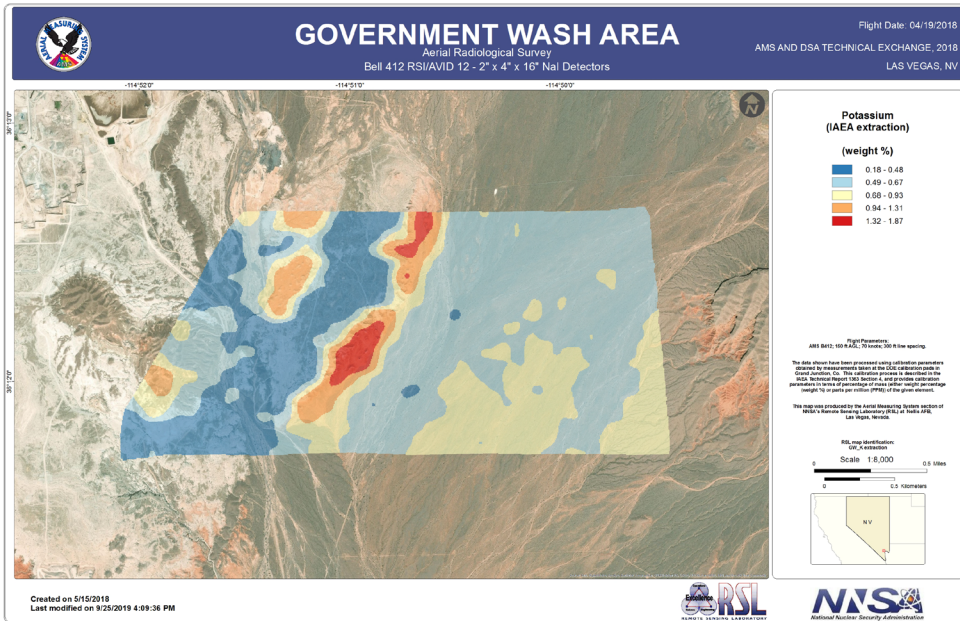 AERIAL MEASURING SYSTEM
GOVERNMENT WASH AREA
Aerial Radiological Survey
Bell 412 RSI/AVID 12 - 2" x 4" x 16" NaI Detectors
Flight Date: 04/19/2018
AMS AND DSA TECHNICAL EXCHANGE, 2018
LAS VEGAS, NV
-114°52'0"
-114°51'0"
-114°50'0"
36°13'0"
36°12'0"
N
Potassium
(IAEA extraction)
(weight %)
0.18 - 0.48
0.49 - 0.67
0.68 - 0.93
0.94 - 1.31
1.32 - 1.87
Flight Parameters:
AMS B412; 150 ft AGL; 70 knots; 300 ft line spacing.
The data shown have been processed using calibration parameters
obtained by measurements taken at the DOE calibration pads in
Grand Junction, Co. This calibration process is described in the
IAEA Technical Report 1363 Section 4, and provides calibration
parameters in terms of percentage of mass (either weight percentage
(weight %) or parts per million (PPM)) of the given element.
This map was produced by the Aerial Measuring System section of
NNSA's Remote Sensing Laboratory (RSL) at Nellis AFB,
Las Vegas, Nevada
RSL map identification:
GW_K extraction
Scale 1:8,000
0 0.5 Miles
0 0.5 Kilometers
NV
Created on 5/15/2018
Last modified on 9/25/2019 4:09:36 PM
Excellence
RSL
REMOTE SENSING LABORATORY
NNSA
National Nuclear Security Administration